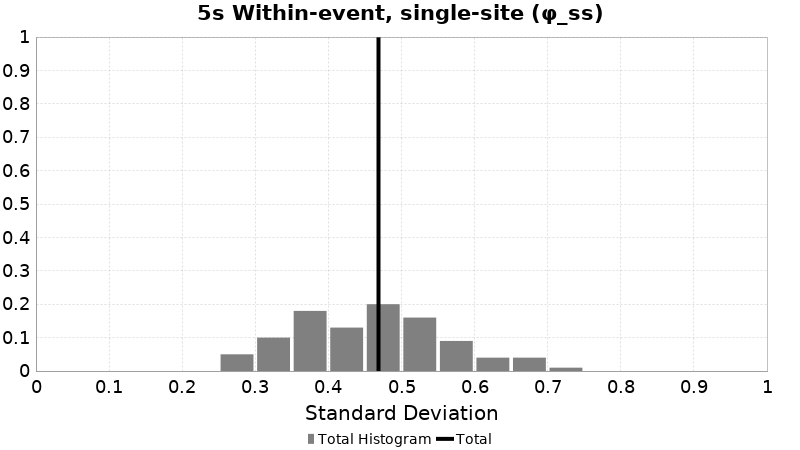 5s Within-event, single-site (φ_ss)
1
0.9
0.8
0.7
0.6
0.5
0.4
0.3
0.2
0.1
0
0 0.1 0.2 0.3 0.4 0.5 0.6 0.7 0.8 0.9 1
Standard Deviation
Total Histogram Total